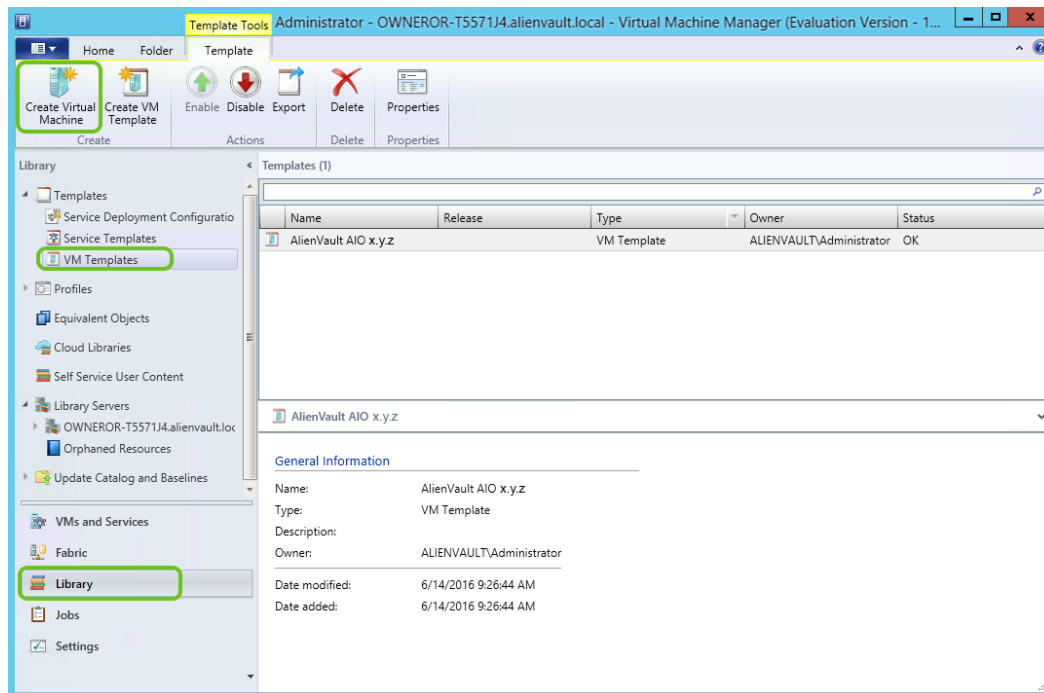 Template Tools Administrator - OWNEROR-T5571J4.alienvault.local - Virtual Machine Manager (Evaluation Version - 1...
Home Folder Template
Create Virtual Machine
Create VM Template
Enable Disable Export Delete Properties
Create Actions Delete Properties
Library
Templates (1)
Templates
Service Deployment Configuratio
Service Templates
VM Templates
Profiles
Equivalent Objects
Cloud Libraries
Self Service User Content
Library Servers
OWNEROR-T5571J4.alienvault.loc
Orphaned Resources
Update Catalog and Baselines
VMs and Services
Fabric
Library
Jobs
Settings
Name Release Type Owner Status
AlienVault AIO x.y.z VM Template ALIENVAULT\Administrator OK
AlienVault AIO x.y.z
General Information
Name: AlienVault AIO x.y.z
Type: VM Template
Description:
Owner: ALIENVAULT\Administrator
Date modified: 6/14/2016 9:26:44 AM
Date added: 6/14/2016 9:26:44 AM